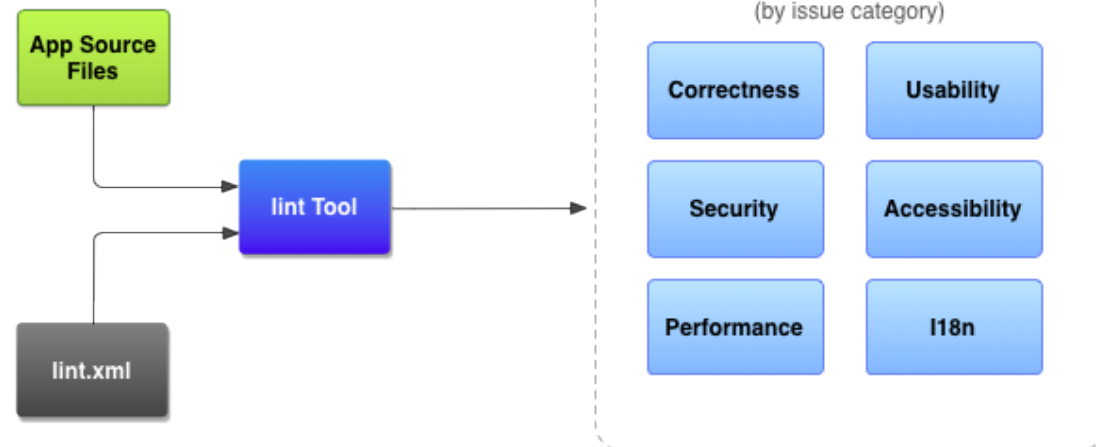 (by issue category)
App Source
Files
Correctness
Usability
lint Tool
Security
Accessibility
Performance
I18n
lint.xml